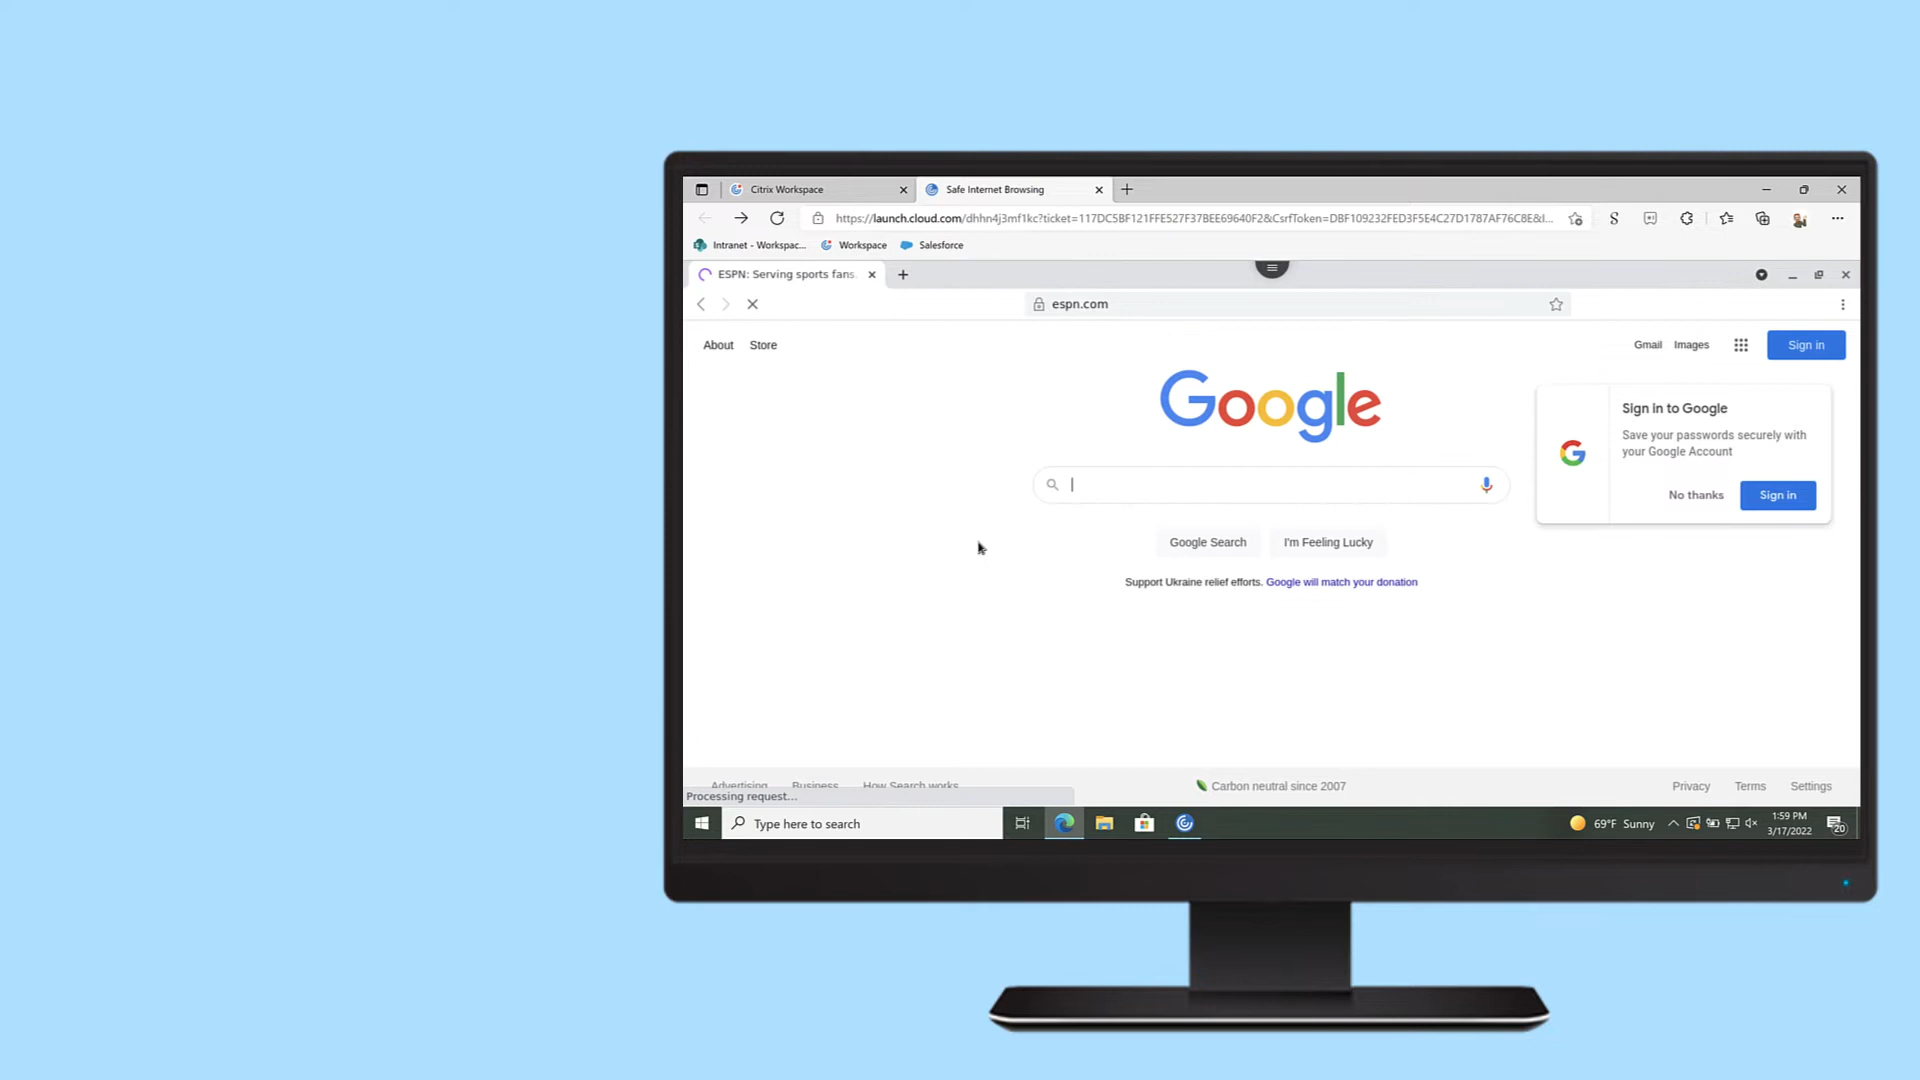 Citrix Workspace
Safe Internet Browsing
https://launch.cloud.com/dhhn4j3mf1kc?ticket=117DC5BF121FFE527F37BEE69640F2&CsrfToken=DBF109232FED3F5E4C27D1787AF76C8E&I...
Intranet - Workspac...
Workspace
Salesforce
ESPN: Serving sports fans.
espn.com
About
Store
Gmail
Images
Sign in
Google
Sign in to Google
Save your passwords securely with
your Google Account
No thanks
Sign in
Google Search
I'm Feeling Lucky
Support Ukraine relief efforts. Google will match your donation
Advertising
Business
How Search works
Carbon neutral since 2007
Privacy
Terms
Settings
Processing request...
Type here to search
69°F Sunny
1:59 PM
3/17/2022
20